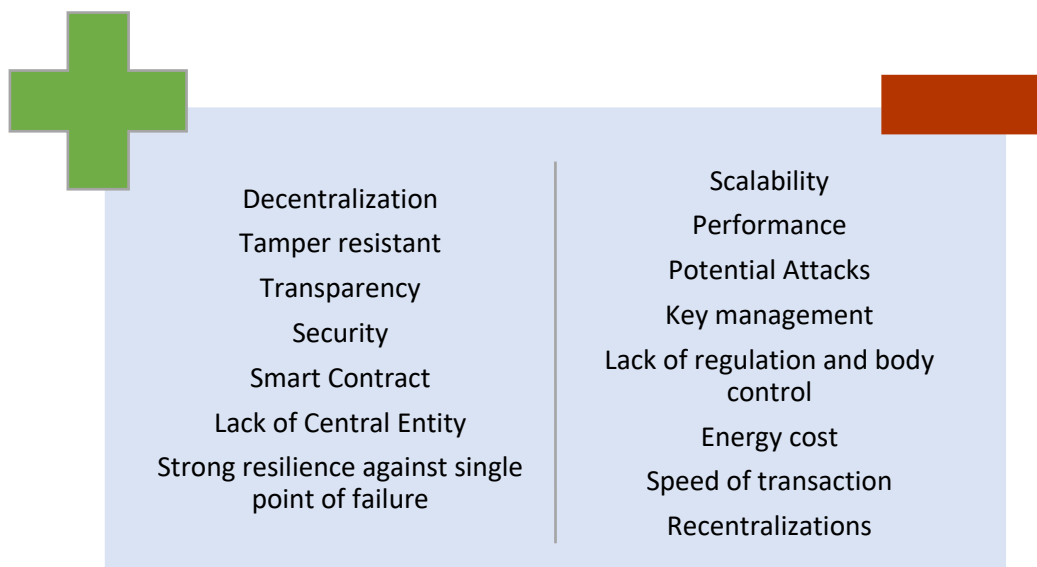 Decentralization
Tamper resistant
Transparency
Security
Smart Contract
Lack of Central Entity
Strong resilience against single
point of failure
Scalability
Performance
Potential Attacks
Key management
Lack of regulation and body
control
Energy cost
Speed of transaction
Recentralizations